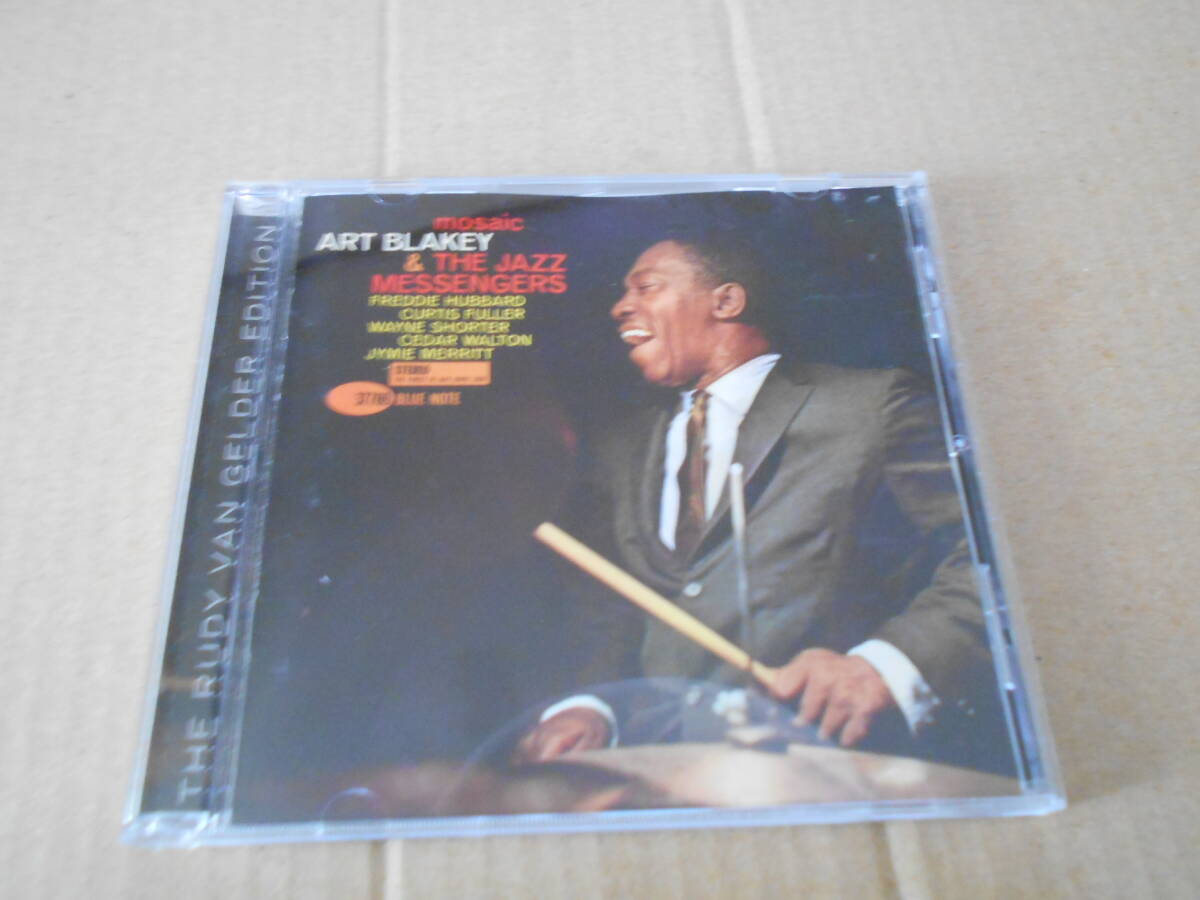 mosaic
ART BLAKEY
& THE JAZZ
MESSENGERS
FREDDIE HUBBARD
CURTIS FULLER
WAYNE SHORTER
CEDAR WALTON
JYMIE MERRITT
STEREO
BLUE NOTE
THE RUDY VAN GELDER EDITION